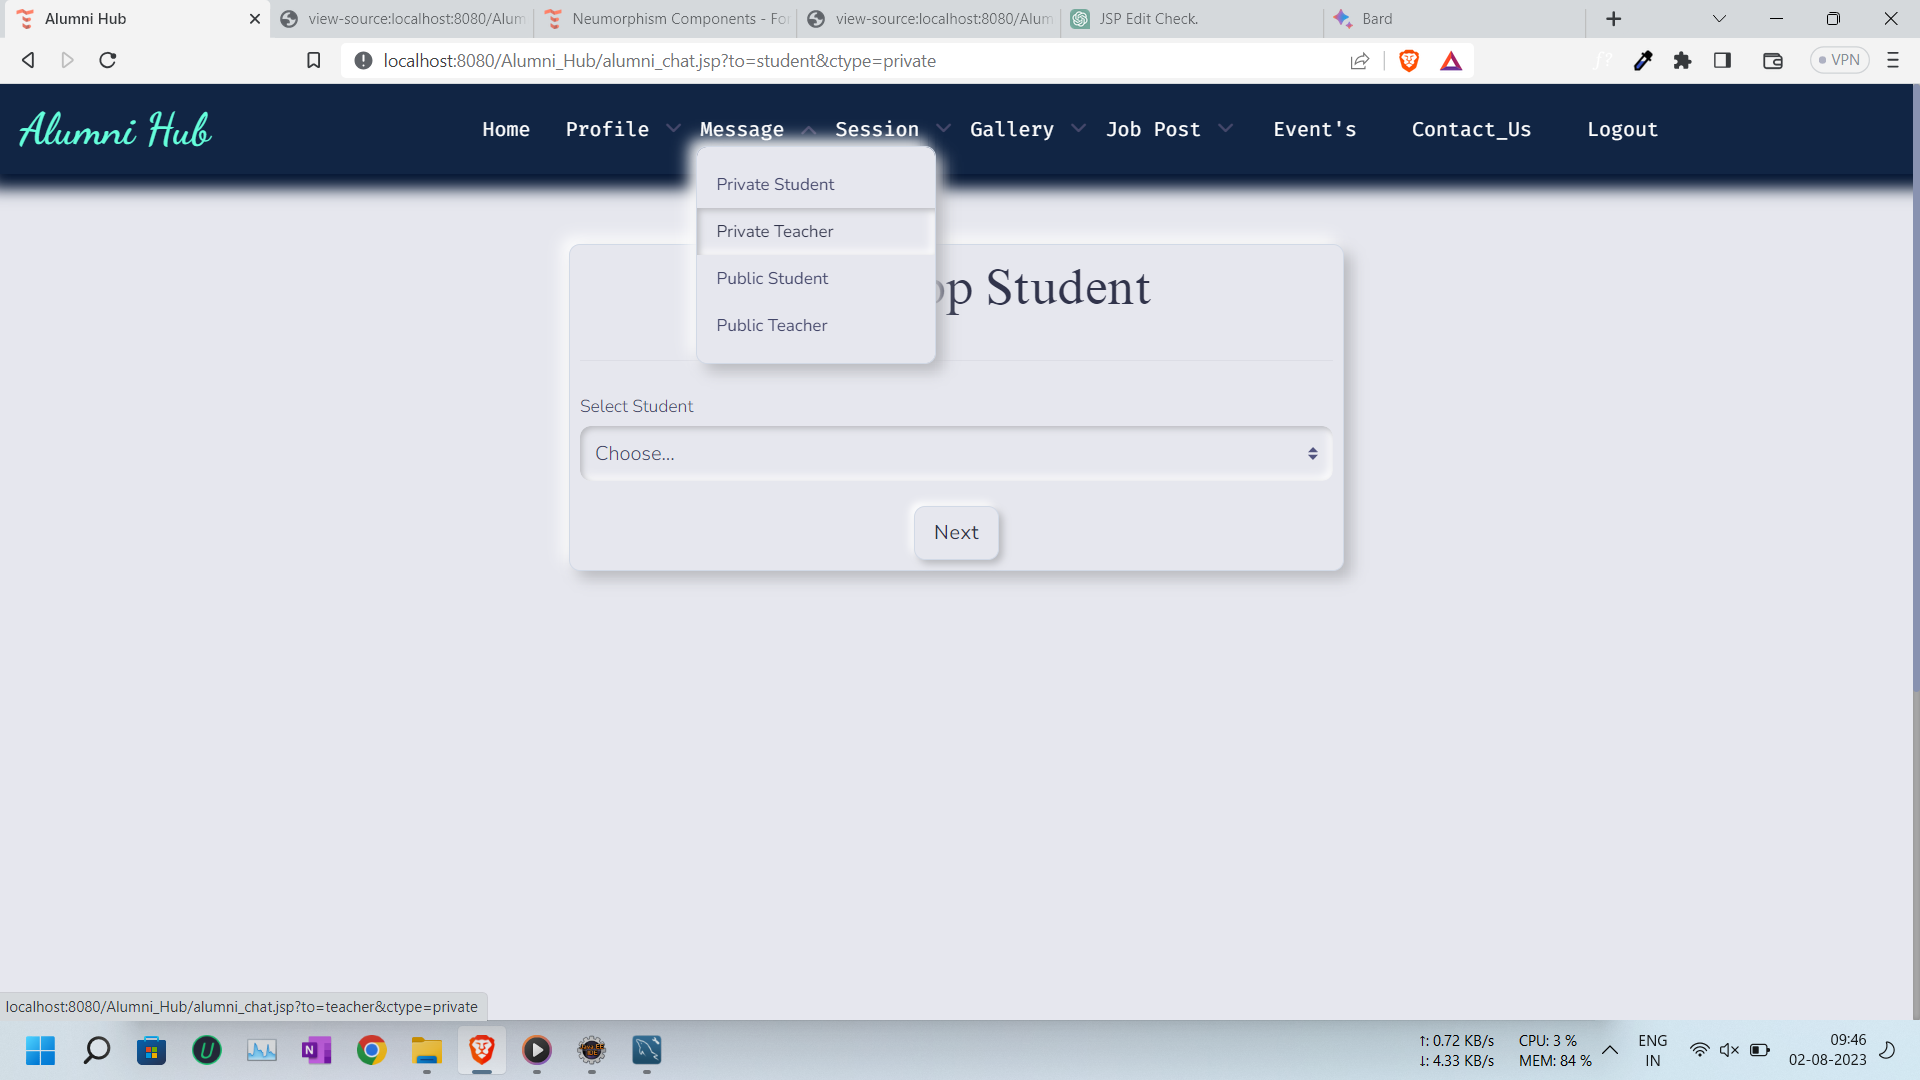 Alumni Hub
view-source:localhost:8080/Alum
Neumorphism Components - For
view-source:localhost:8080/Alum
JSP Edit Check.
Bard
localhost:8080/Alumni_Hub/alumni_chat.jsp?to=student&ctype=private
VPN
Alumni Hub
Home
Profile
Message
Session
Gallery
Job Post
Event's
Contact_Us
Logout
Private Student
Private Teacher
Public Student
Public Teacher
op Student
Select Student
Choose...
Next
localhost:8080/Alumni_Hub/alumni_chat.jsp?to=teacher&ctype=private
↑: 0.72 KB/s
↓: 4.33 KB/s
CPU: 3 %
MEM: 84 %
ENG
IN
09:46
02-08-2023